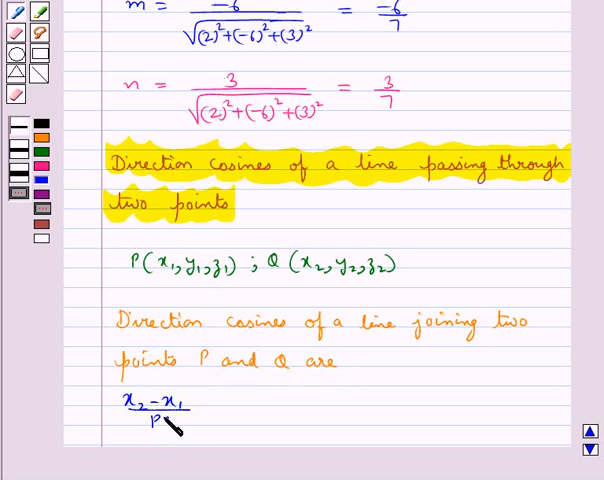 m = -6 / √(2)²+(-6)²+(3)² = -6/7
n = 3 / √(2)²+(-6)²+(3)² = 3/7
Direction cosines of a line passing through
two points
P(x₁,y₁,z₁) ; Q(x₂,y₂,z₂)
Direction cosines of a line joining two
points P and Q are
x₂-x₁ / P